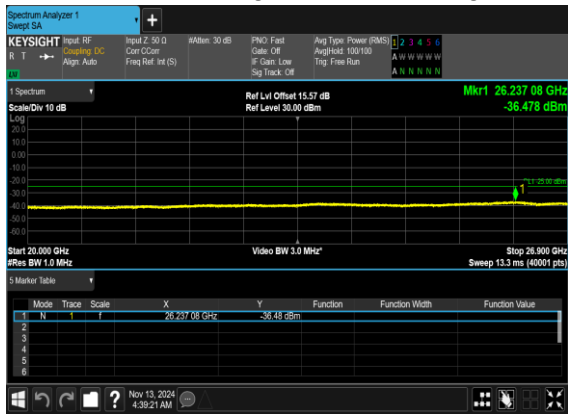 Spectrum Analyzer 1
Swept SA
KEYSIGHT Input: RF Input Z: 50 Ω #Atten: 30 dB PNO: Fast Avg Type: Power (RMS) 1 2 3 4 5 6
R T Coupling: DC Corr CCorr Gate: Off Avg|Hold: 100/100 A W W W W W
Align: Auto Freq Ref: Int (S) IF Gain: Low Trig: Free Run
LXI Sig Track: Off A N N N N N
1 Spectrum Ref Lvl Offset 15.57 dB Mkr1 26.237 08 GHz
Scale/Div 10 dB Ref Level 30.00 dBm -36.478 dBm
Log
20.0
10.0
0.00
-10.0
-20.0
DL1 -25.00 dBm
-30.0 1
-40.0
-50.0
-60.0
Start 20.000 GHz Video BW 3.0 MHz* Stop 26.900 GHz
#Res BW 1.0 MHz Sweep 13.3 ms (40001 pts)
5 Marker Table
Mode Trace Scale X Y Function Function Width Function Value
1 N 1 f 26.237 08 GHz -36.48 dBm
2
3
4
5
6
? Nov 13, 2024
4:39:21 AM